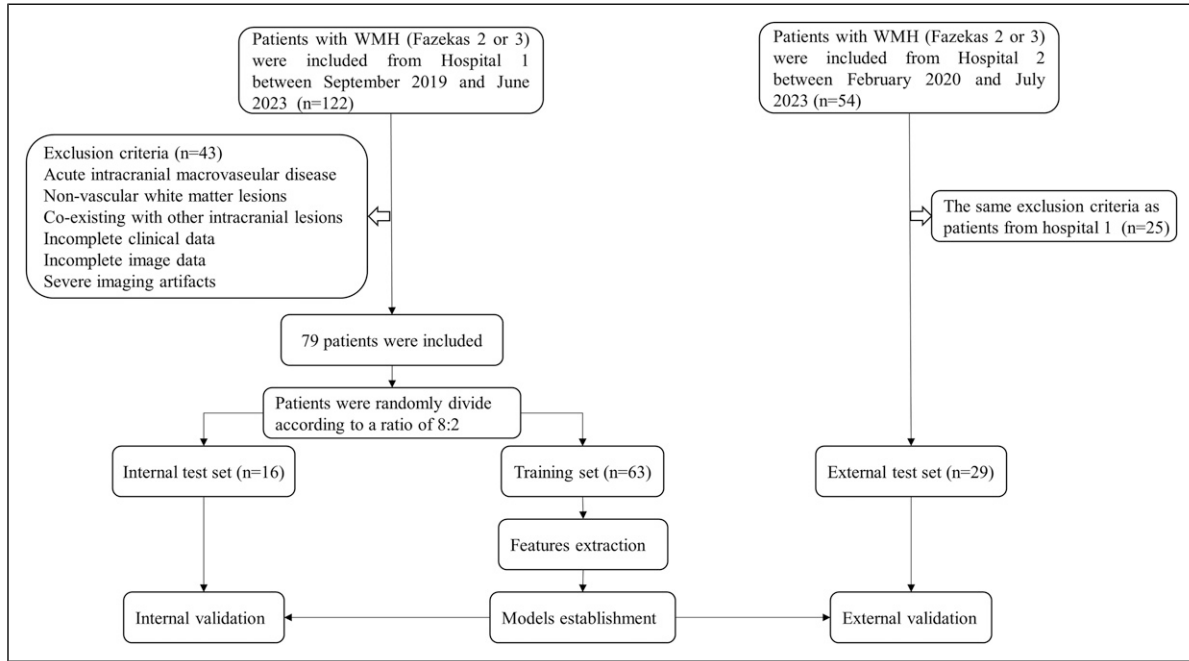 Patients with WMH (Fazekas 2 or 3)
were included from Hospital 1
between September 2019 and June
2023 (n=122)
Patients with WMH (Fazekas 2 or 3)
were included from Hospital 2
between February 2020 and July
2023 (n=54)
Exclusion criteria (n=43)
Acute intracranial macrovaseular disease
Non-vascular white matter lesions
Co-existing with other intracranial lesions
Incomplete clinical data
Incomplete image data
Severe imaging artifacts
The same exclusion criteria as
patients from hospital 1 (n=25)
79 patients were included
Patients were randomly divide
according to a ratio of 8:2
Internal test set (n=16)
Training set (n=63)
External test set (n=29)
Features extraction
Internal validation
Models establishment
External validation